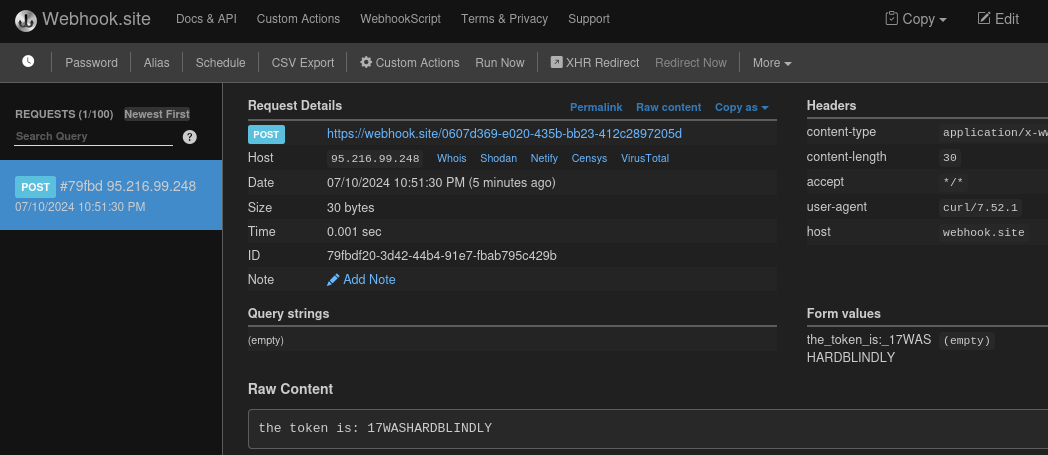 Webhook.site Docs & API Custom Actions WebhookScript Terms & Privacy Support Copy Edit
Password Alias Schedule CSV Export Custom Actions Run Now XHR Redirect Redirect Now More
REQUESTS (1/100) Newest First
Search Query ?
POST #79fbd 95.216.99.248
07/10/2024 10:51:30 PM
Request Details Permalink Raw content Copy as
POST https://webhook.site/0607d369-e020-435b-bb23-412c2897205d
Host 95.216.99.248 Whois Shodan Netify Censys VirusTotal
Date 07/10/2024 10:51:30 PM (5 minutes ago)
Size 30 bytes
Time 0.001 sec
ID 79fbdf20-3d42-44b4-91e7-fbab795c429b
Note Add Note
Headers
content-type application/x-w
content-length 30
accept */*
user-agent curl/7.52.1
host webhook.site
Query strings
(empty)
Form values
the_token_is:_17WAS (empty)
HARDBLINDLY
Raw Content
the token is: 17WASHARDBLINDLY